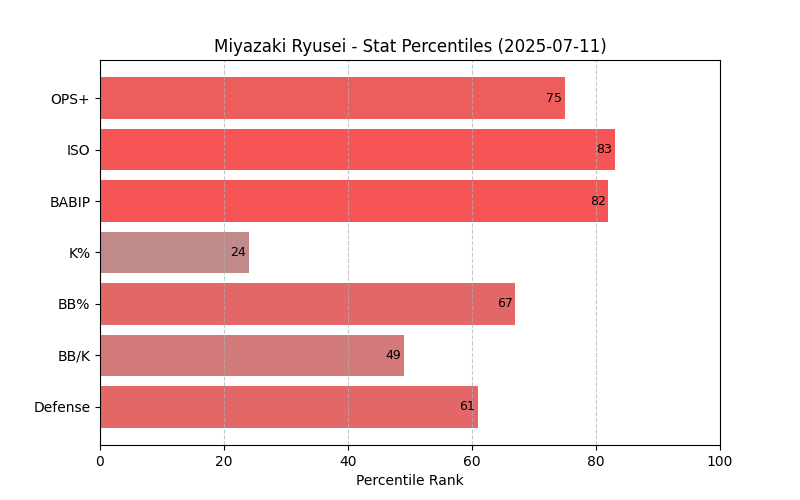 Miyazaki Ryusei - Stat Percentiles (2025-07-11)
OPS+ 75
ISO 83
BABIP 82
K% 24
BB% 67
BB/K 49
Defense 61
0 20 40 60 80 100
Percentile Rank